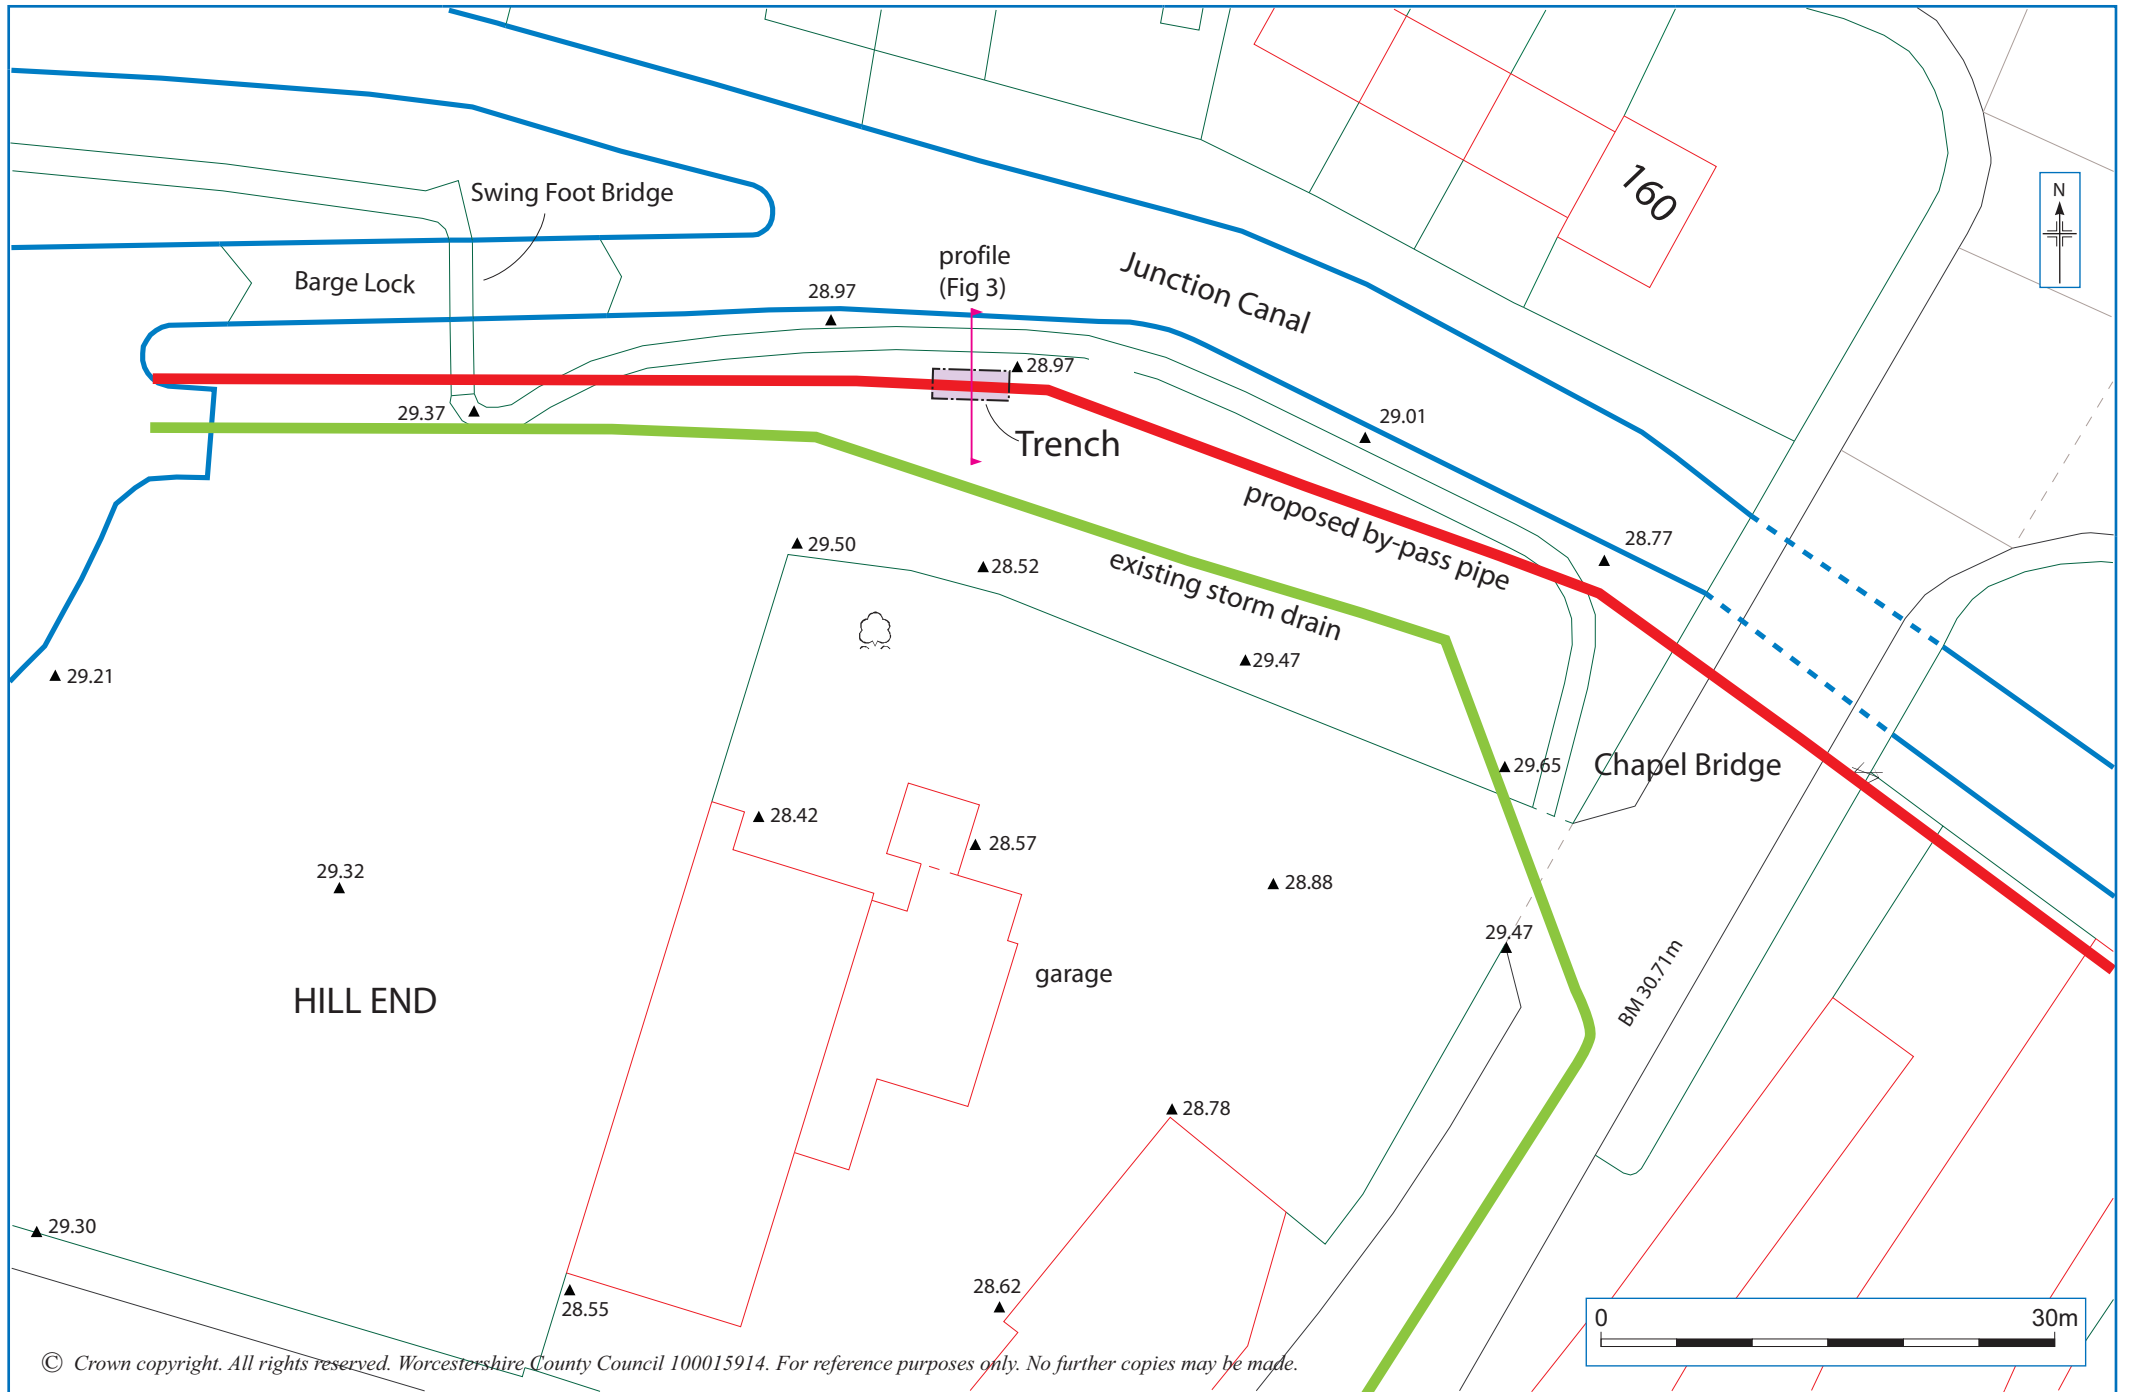 160
N
Swing Foot Bridge
profile
(Fig 3)
Junction Canal
Barge Lock
28.97
28.97
29.37
29.01
Trench
proposed by-pass pipe
28.77
29.50
28.52
existing storm drain
29.47
29.21
29.65
Chapel Bridge
28.42
28.57
29.32
28.88
29.47
garage
HILL END
BM 30.71m
28.78
29.30
28.62
28.55
0 30m
© Crown copyright. All rights reserved. Worcestershire County Council 100015914. For reference purposes only. No further copies may be made.